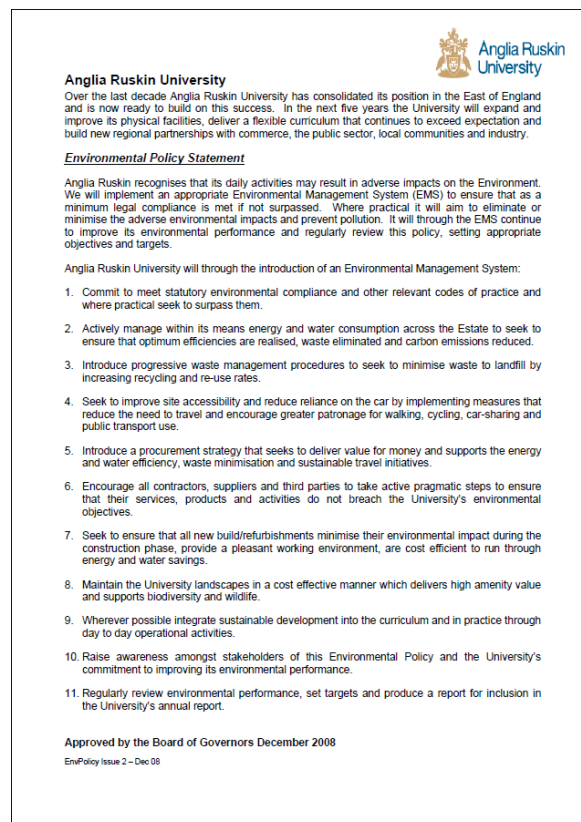 Anglia Ruskin
University
Anglia Ruskin University
Over the last decade Anglia Ruskin University has consolidated its position in the East of England
and is now ready to build on this success. In the next five years the University will expand and
improve its physical facilities, deliver a flexible curriculum that continues to exceed expectation and
build new regional partnerships with commerce, the public sector, local communities and industry.
Environmental Policy Statement
Anglia Ruskin recognises that its daily activities may result in adverse impacts on the Environment.
We will implement an appropriate Environmental Management System (EMS) to ensure that as a
minimum legal compliance is met if not surpassed. Where practical it will aim to eliminate or
minimise the adverse environmental impacts and prevent pollution. It will through the EMS continue
to improve its environmental performance and regularly review this policy, setting appropriate
objectives and targets.
Anglia Ruskin University will through the introduction of an Environmental Management System:
1. Commit to meet statutory environmental compliance and other relevant codes of practice and
where practical seek to surpass them.
2. Actively manage within its means energy and water consumption across the Estate to seek to
ensure that optimum efficiencies are realised, waste eliminated and carbon emissions reduced.
3. Introduce progressive waste management procedures to seek to minimise waste to landfill by
increasing recycling and re-use rates.
4. Seek to improve site accessibility and reduce reliance on the car by implementing measures that
reduce the need to travel and encourage greater patronage for walking, cycling, car-sharing and
public transport use.
5. Introduce a procurement strategy that seeks to deliver value for money and supports the energy
and water efficiency, waste minimisation and sustainable travel initiatives.
6. Encourage all contractors, suppliers and third parties to take active pragmatic steps to ensure
that their services, products and activities do not breach the University's environmental
objectives.
7. Seek to ensure that all new build/refurbishments minimise their environmental impact during the
construction phase, provide a pleasant working environment, are cost efficient to run through
energy and water savings.
8. Maintain the University landscapes in a cost effective manner which delivers high amenity value
and supports biodiversity and wildlife.
9. Wherever possible integrate sustainable development into the curriculum and in practice through
day to day operational activities.
10. Raise awareness amongst stakeholders of this Environmental Policy and the University's
commitment to improving its environmental performance.
11. Regularly review environmental performance, set targets and produce a report for inclusion in
the University's annual report.
Approved by the Board of Governors December 2008
EnvPolicy Issue 2 – Dec 08